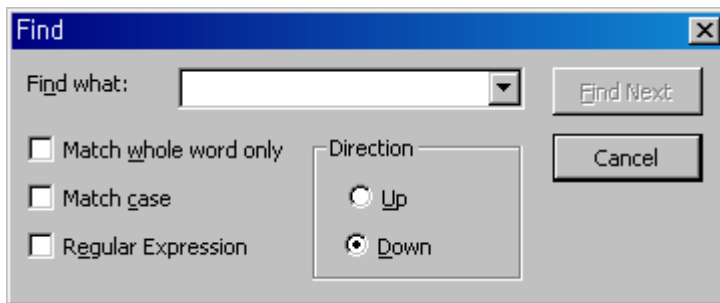 Find
Find what:
Find Next
Match whole word only
Direction
Cancel
Match case
Up
Regular Expression
Down